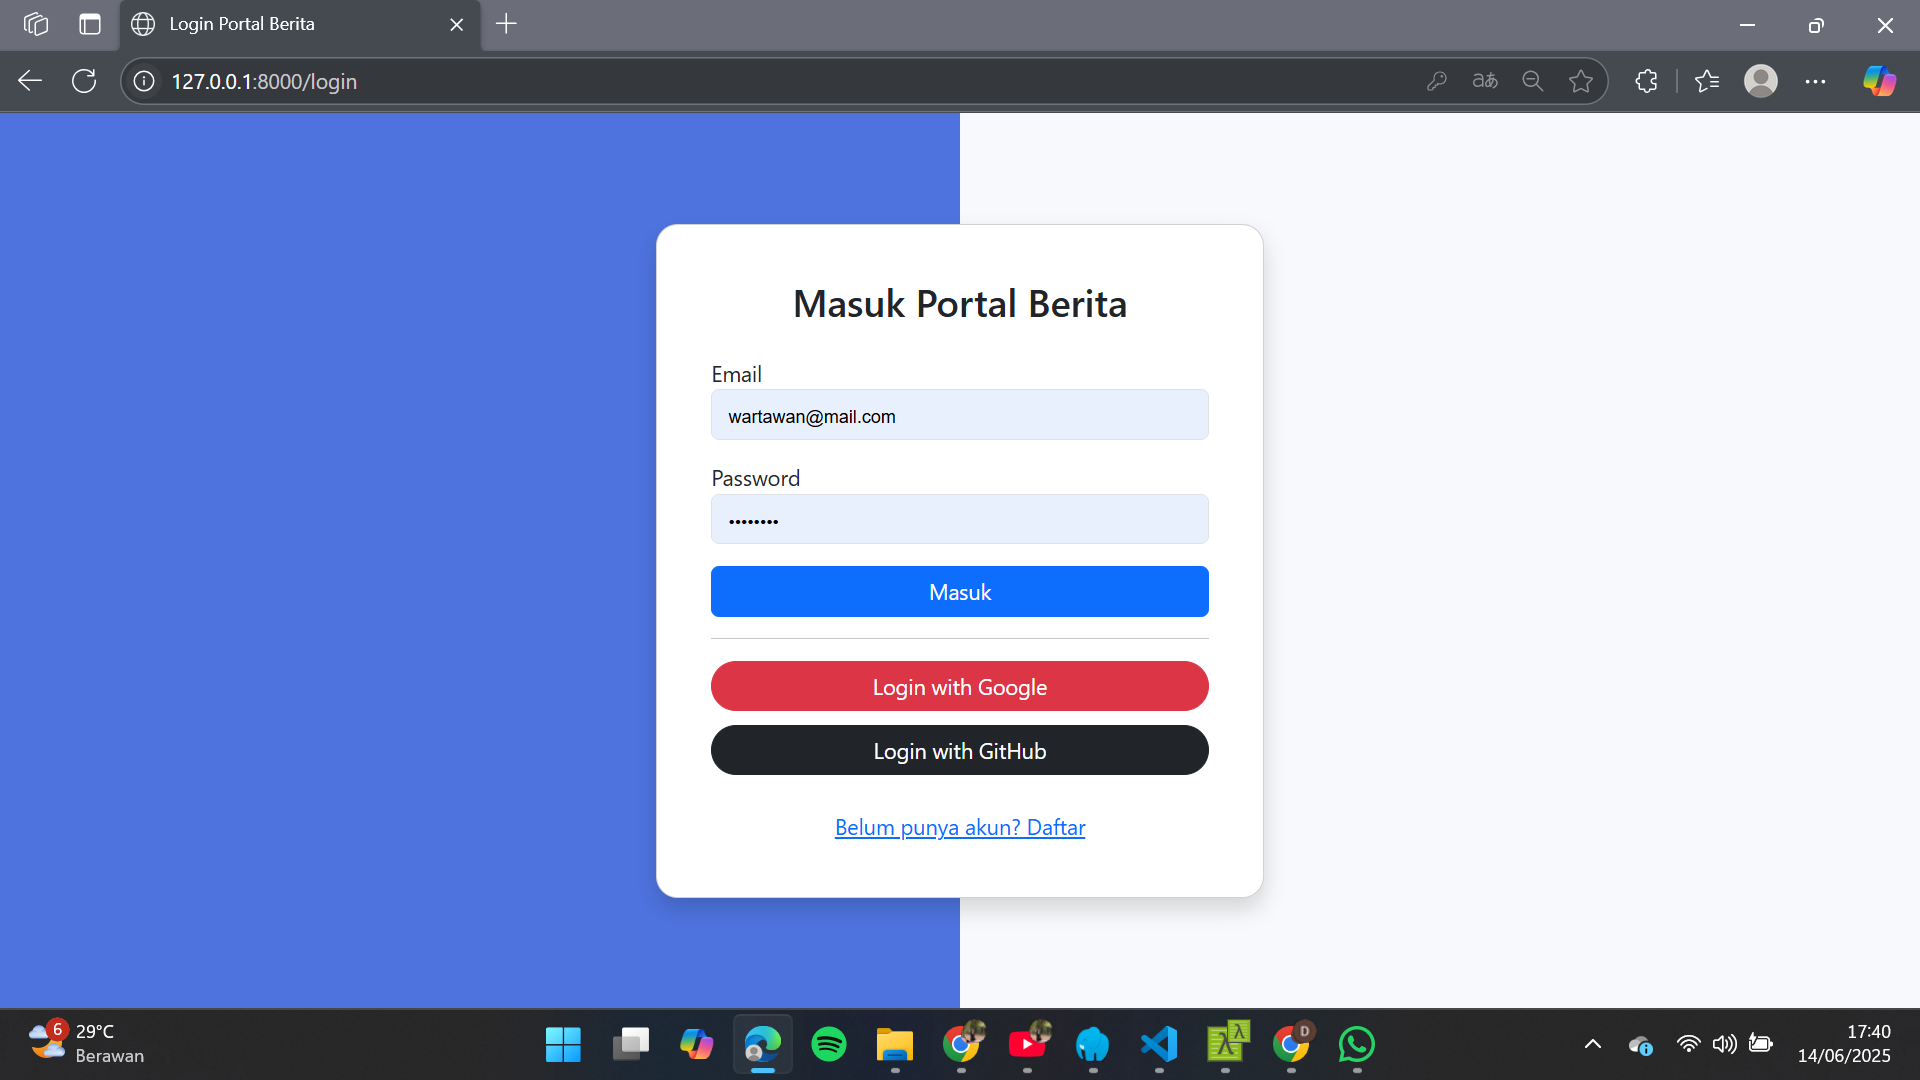 Login Portal Berita
127.0.0.1:8000/login
Masuk Portal Berita
Email
wartawan@mail.com
Password
••••••••
Masuk
Login with Google
Login with GitHub
Belum punya akun? Daftar
6
29°C
Berawan
D
17:40
14/06/2025